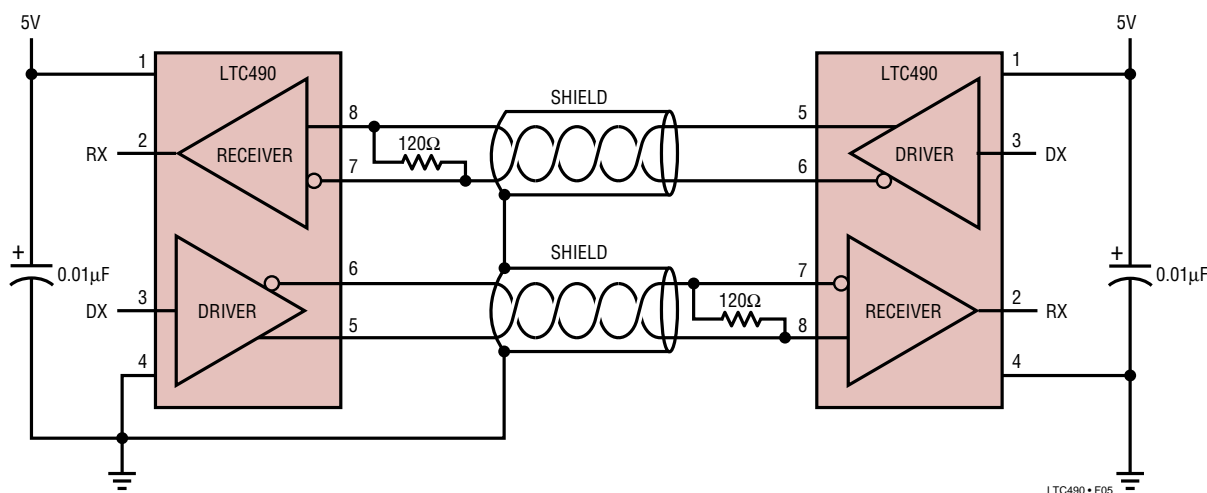 5V
5V
1
LTC490
SHIELD
LTC490
1
8
5
2
RX
RECEIVER
120Ω
DRIVER
3
DX
7
6
+
0.01µF
6
SHIELD
7
+
0.01µF
DX
3
DRIVER
120Ω
RECEIVER
2
RX
5
8
4
4
LTC490 • F05